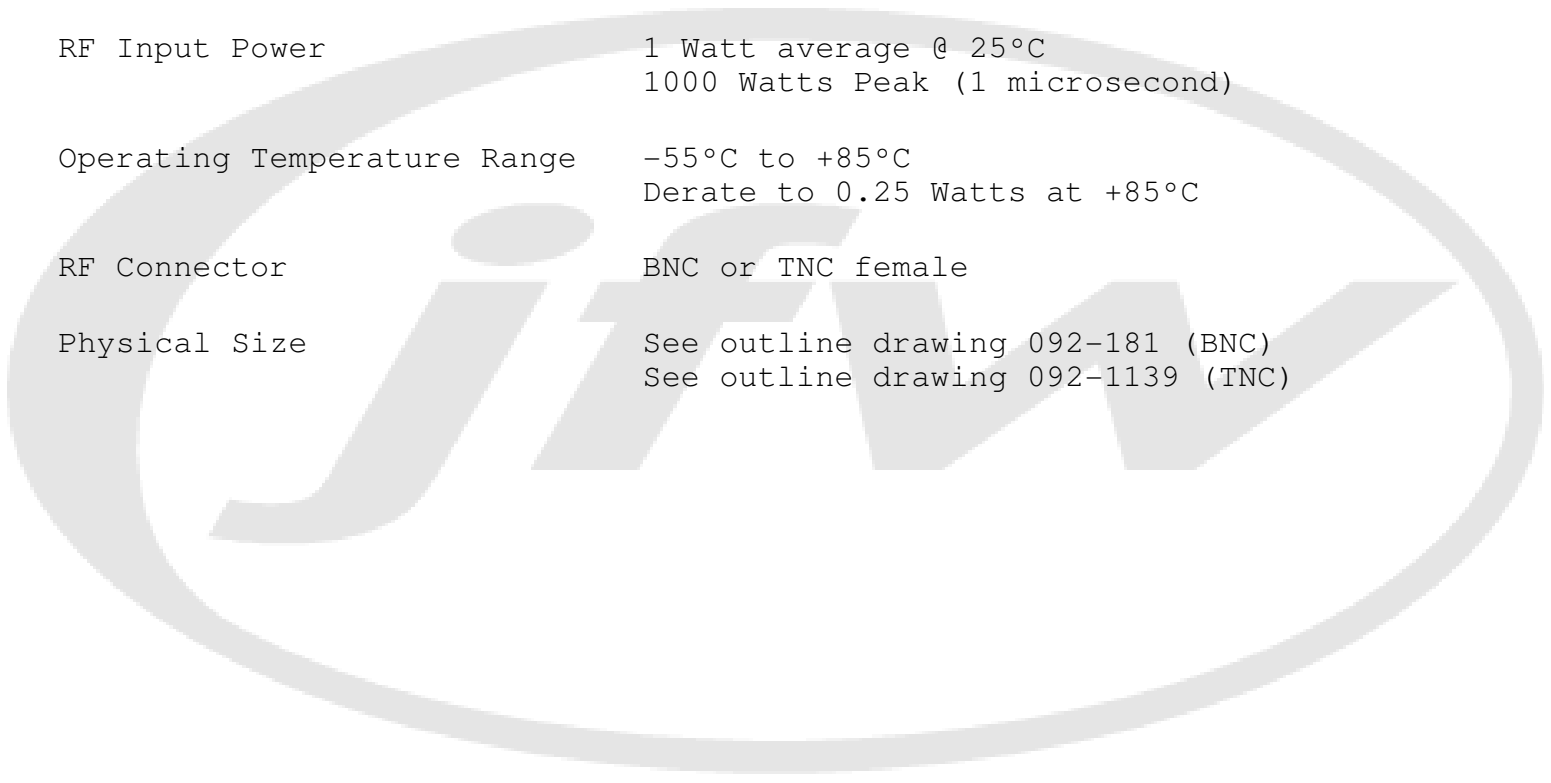 RF Input Power 1 Watt average @ 25°C
1000 Watts Peak (1 microsecond)
Operating Temperature Range -55°C to +85°C
Derate to 0.25 Watts at +85°C
RF Connector BNC or TNC female
Physical Size See outline drawing 092-181 (BNC)
See outline drawing 092-1139 (TNC)
jfw